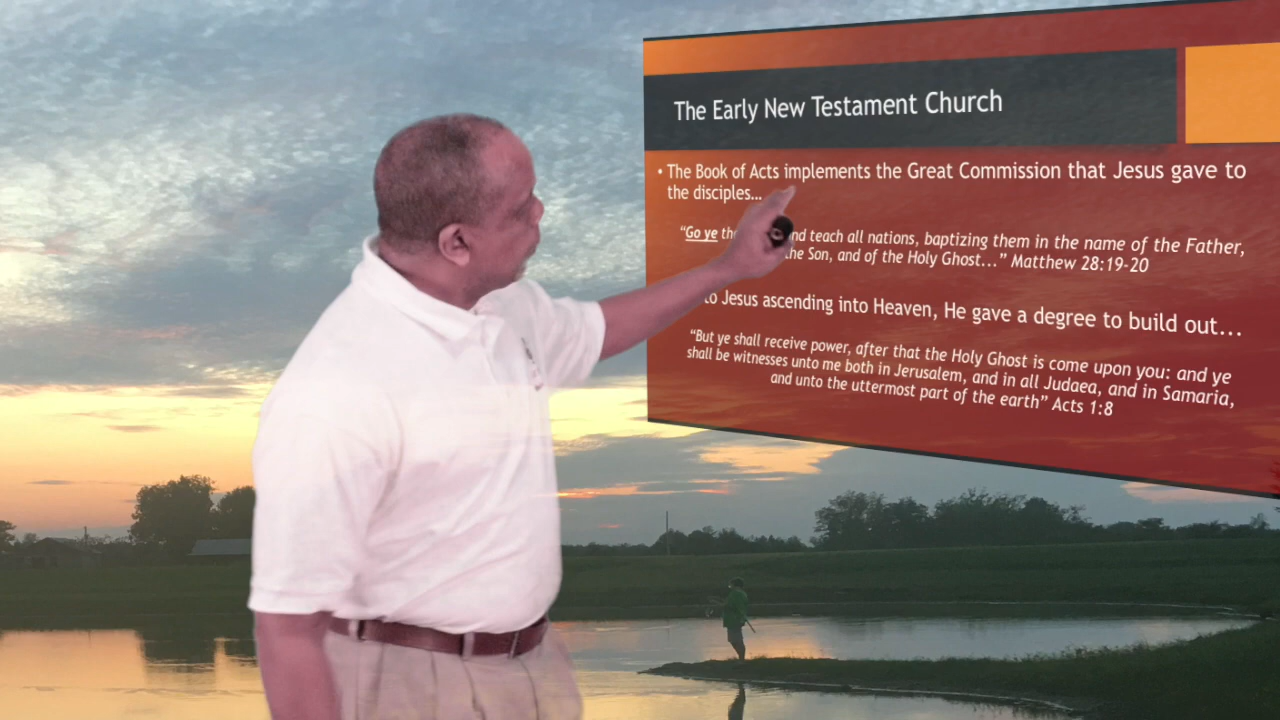 The Early New Testament Church
• The Book of Acts implements the Great Commission that Jesus gave to
the disciples...
“Go ye nd teach all nations, baptizing them in the name of the Father,
the Son, and of the Holy Ghost...” Matthew 28:19-20
to Jesus ascending into Heaven, He gave a degree to build out...
“But ye shall receive power, after that the Holy Ghost is come upon you: and ye
shall be witnesses unto me both in Jerusalem, and in all Judaea, and in Samaria,
and unto the uttermost part of the earth” Acts 1:8